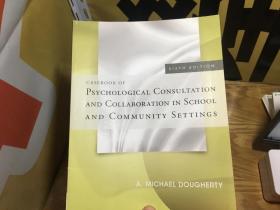 SIXTH EDITION
CASEBOOK OF
PSYCHOLOGICAL CONSULTATION
AND COLLABORATION IN SCHOOL
AND COMMUNITY SETTINGS
A. MICHAEL DOUGHERTY